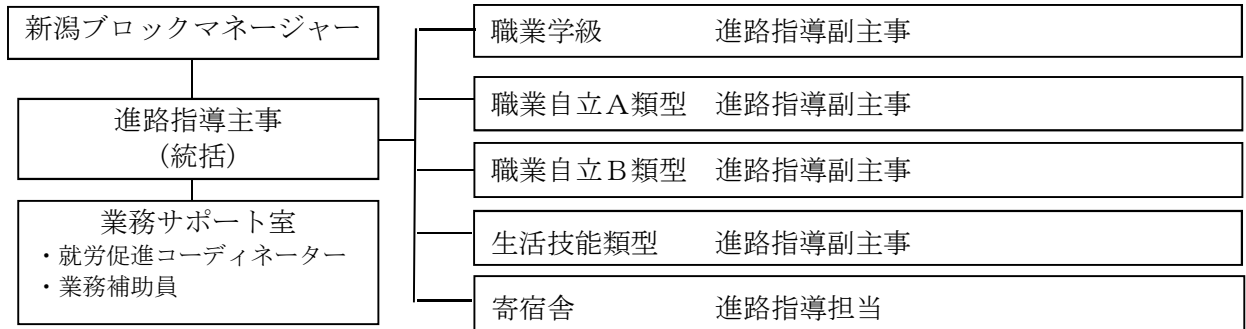 新潟ブロックマネージャー
進路指導主事
(統括)
業務サポート室
・就労促進コーディネーター
・業務補助員
職業学級 進路指導副主事
職業自立Ａ類型 進路指導副主事
職業自立Ｂ類型 進路指導副主事
生活技能類型 進路指導副主事
寄宿舎 進路指導担当